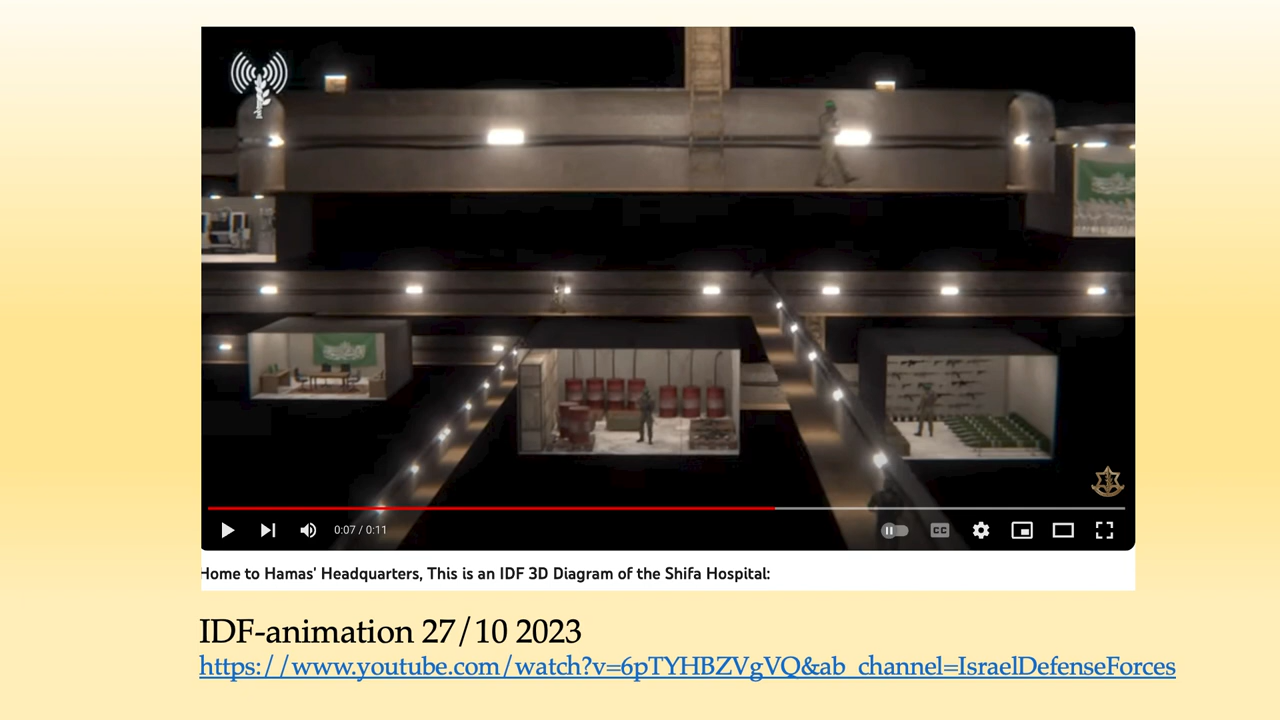 0:07 / 0:11
CC
Home to Hamas' Headquarters, This is an IDF 3D Diagram of the Shifa Hospital:
IDF-animation 27/10 2023
https://www.youtube.com/watch?v=6pTYHBZVgVQ&ab_channel=IsraelDefenseForces